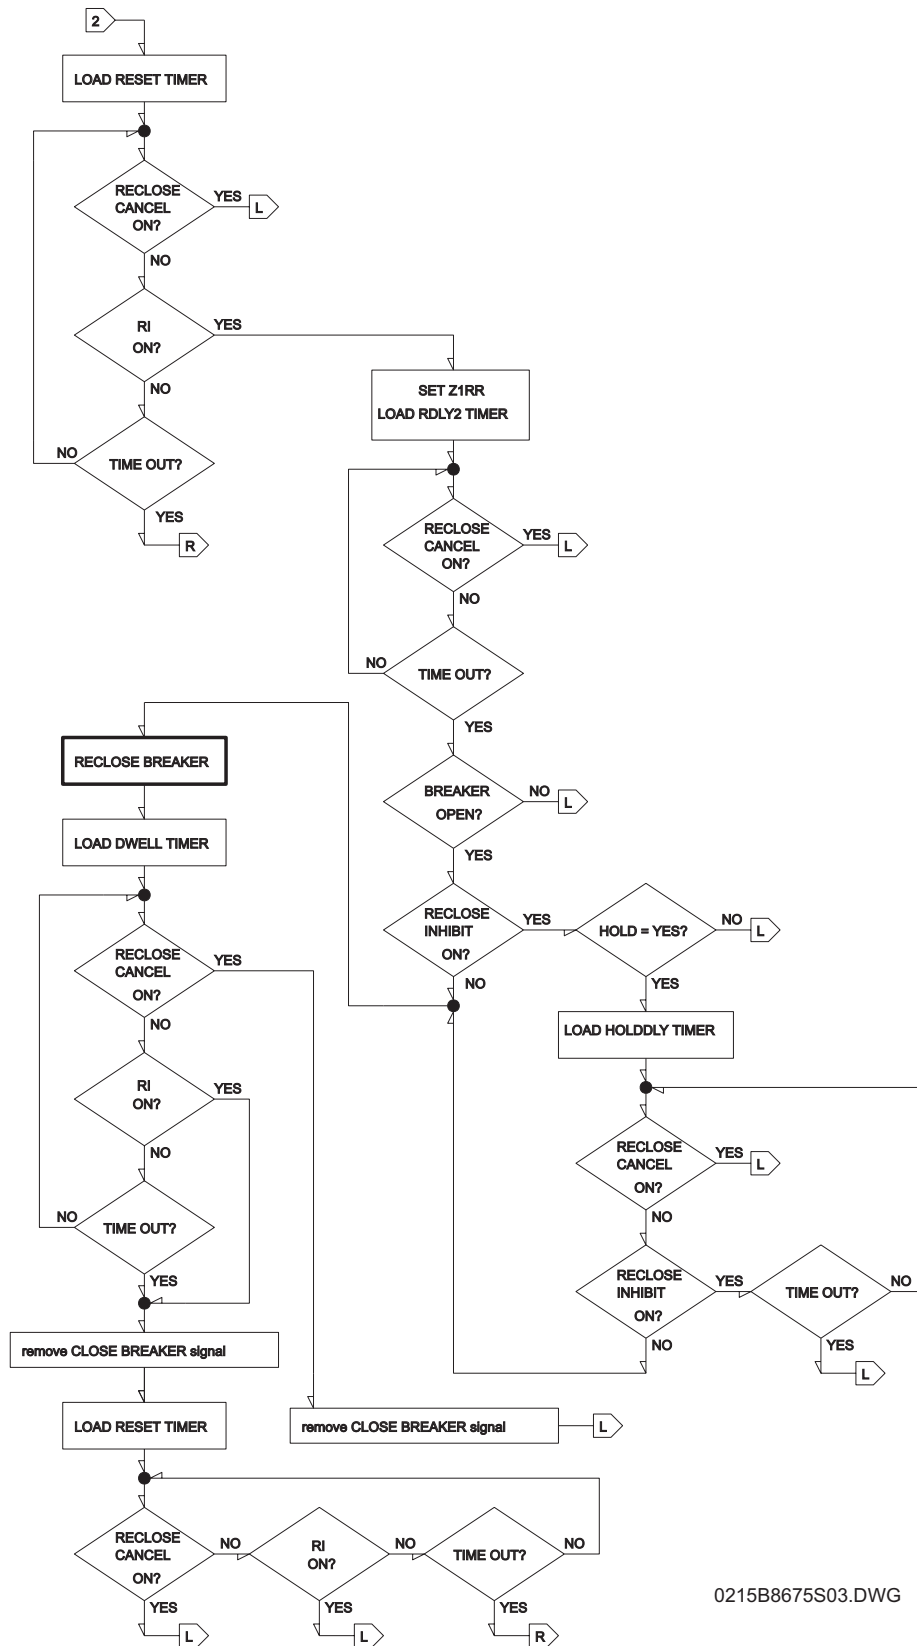 2
LOAD RESET TIMER
RECLOSE
CANCEL
ON?
YES
L
NO
RI
ON?
YES
NO
TIME OUT?
NO
YES
R
SET Z1RR
LOAD RDLY2 TIMER
RECLOSE
CANCEL
ON?
YES
L
NO
TIME OUT?
NO
YES
BREAKER
OPEN?
NO
L
YES
RECLOSE
INHIBIT
ON?
YES
NO
HOLD = YES?
NO
L
YES
LOAD HOLDDLY TIMER
RECLOSE
CANCEL
ON?
YES
L
NO
RECLOSE
INHIBIT
ON?
YES
NO
TIME OUT?
NO
YES
L
RECLOSE BREAKER
LOAD DWELL TIMER
RECLOSE
CANCEL
ON?
YES
NO
RI
ON?
YES
NO
TIME OUT?
NO
YES
remove CLOSE BREAKER signal
LOAD RESET TIMER
remove CLOSE BREAKER signal
L
RECLOSE
CANCEL
ON?
NO
YES
L
RI
ON?
NO
YES
L
TIME OUT?
NO
YES
R
0215B8675S03.DWG